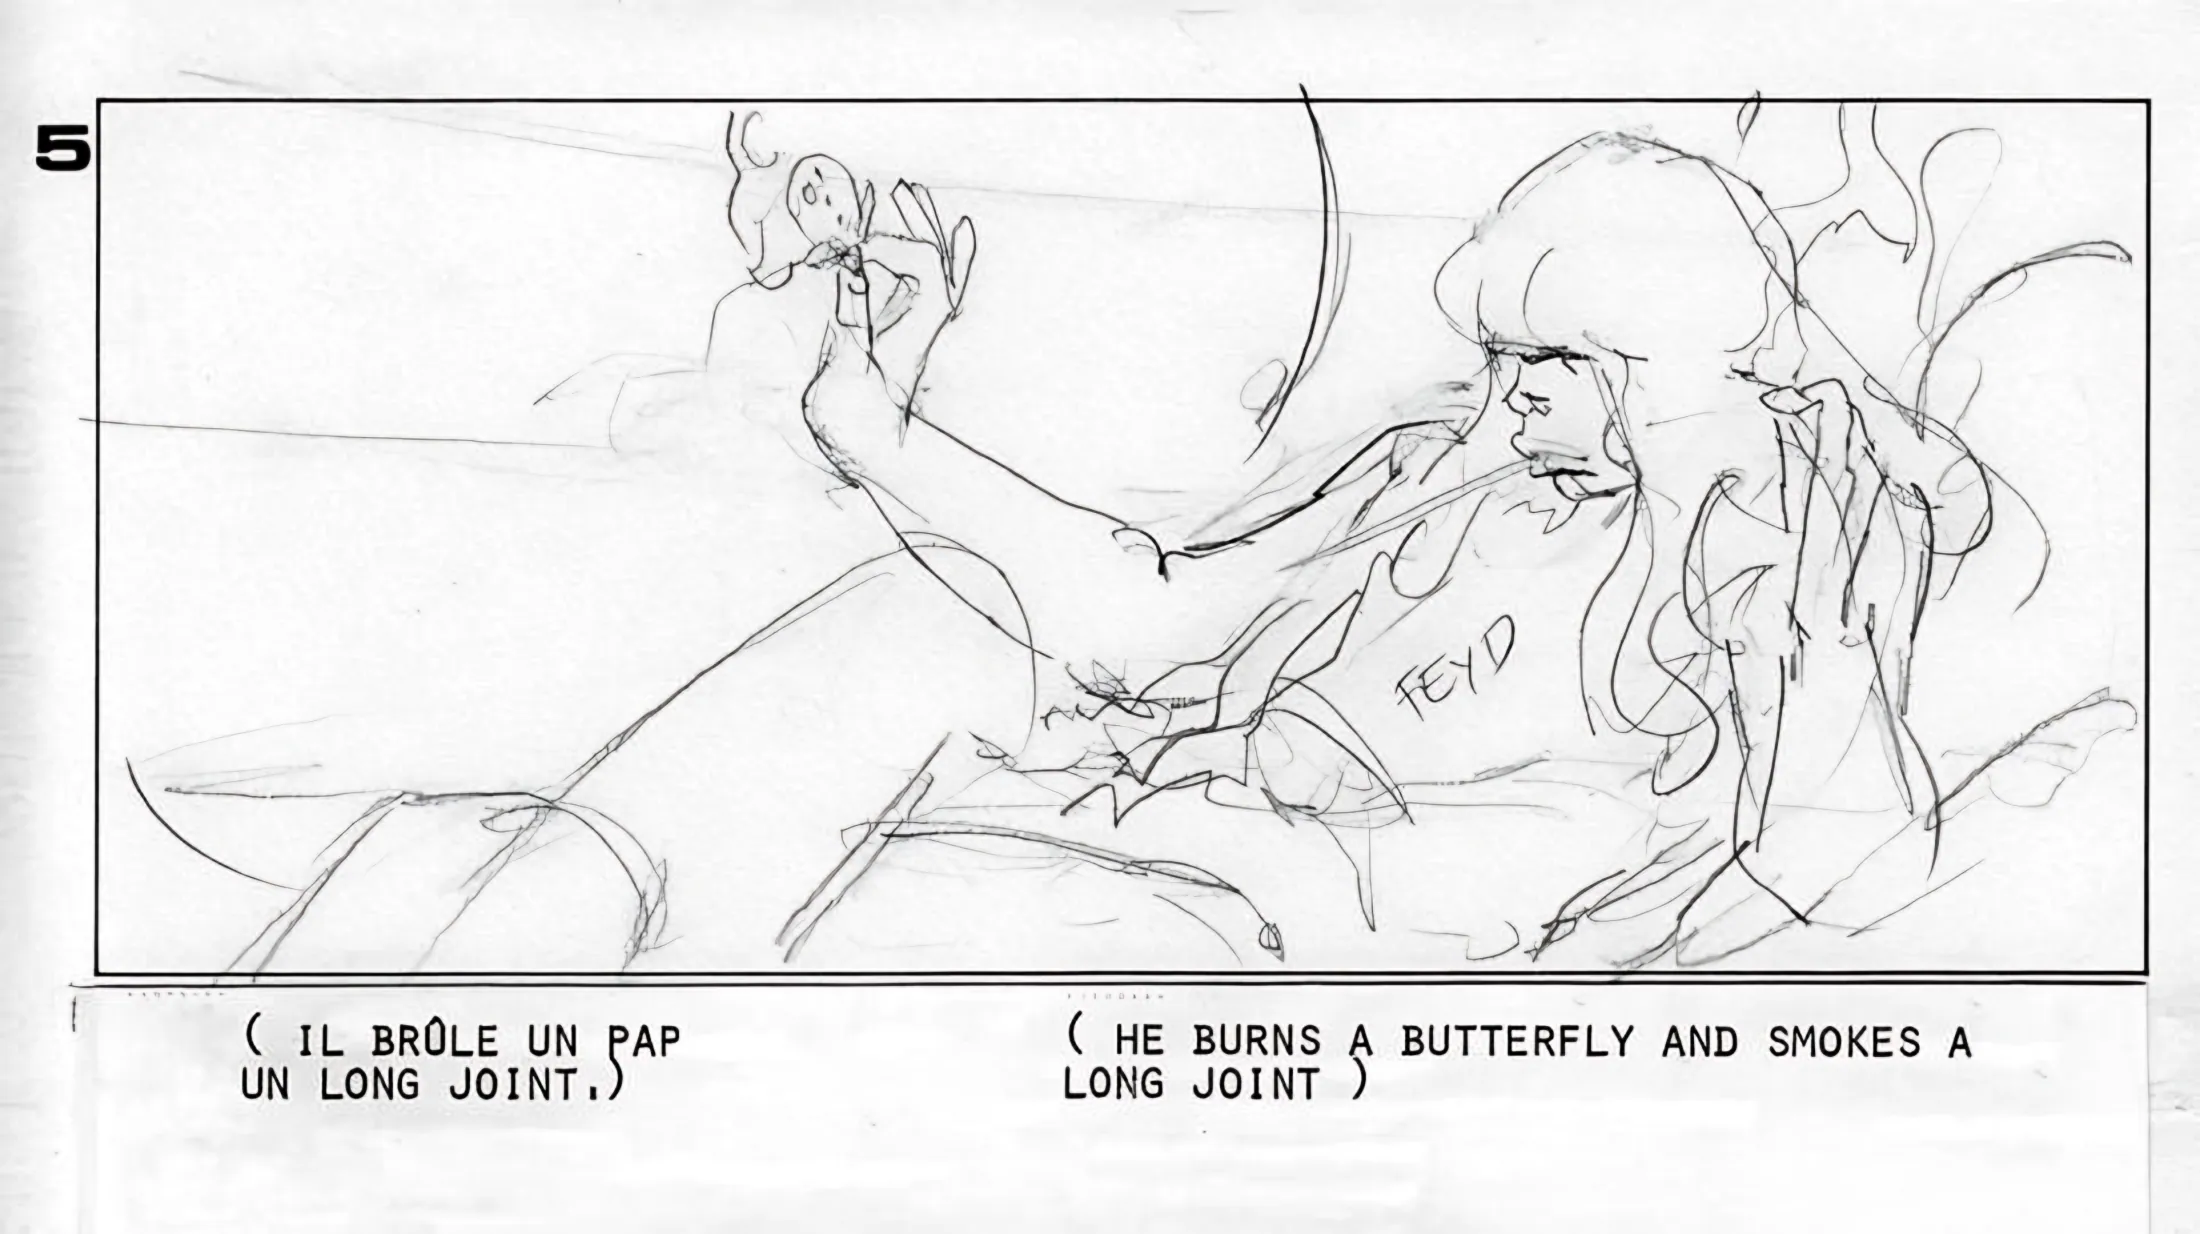 5
FEYD
( IL BRÛLE UN PAP
UN LONG JOINT.)
( HE BURNS A BUTTERFLY AND SMOKES A
LONG JOINT )